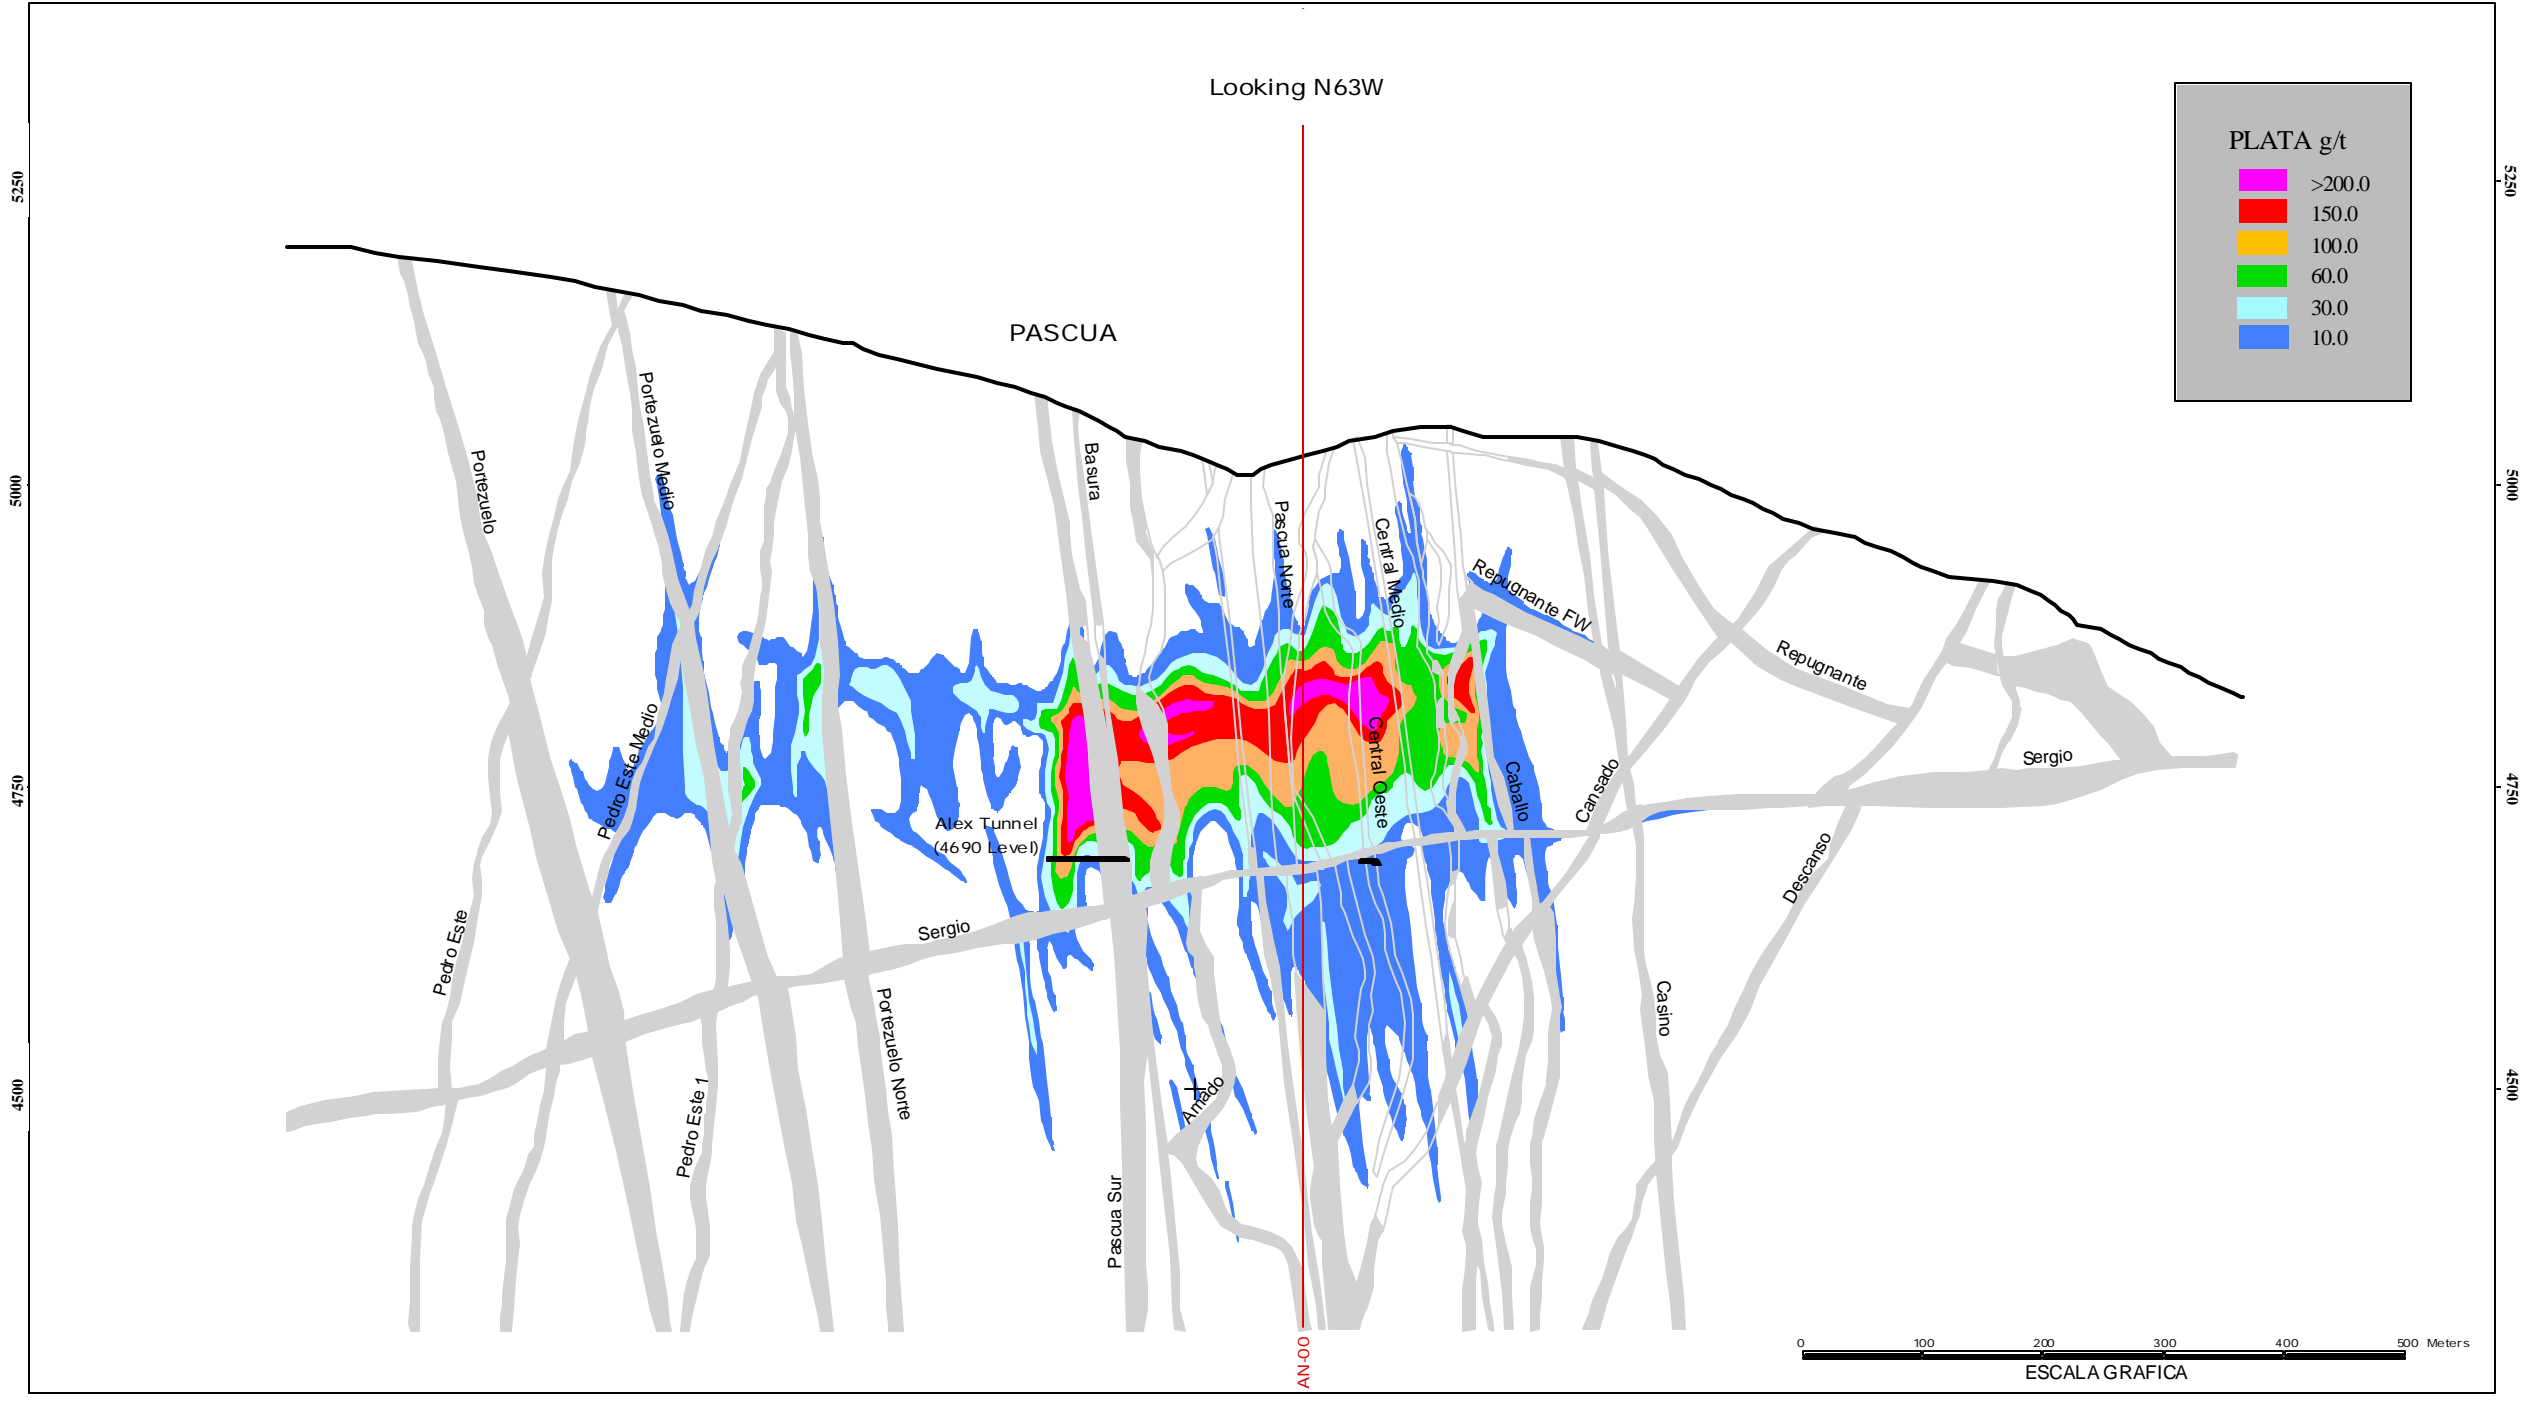 Looking N63W
PLATA g/t
>200.0
150.0
100.0
60.0
30.0
10.0
5250
5250
PASCUA
Portezuelo Medio
Portezuelo
Basura
5000
5000
Pascua Norte
Central Medio
Repugnante FW
Repugnante
Pedro Este Medio
Central Oeste
Caballo
Cansado
Sergio
4750
4750
Alex Tunnel
(4690 Level)
Descanso
Pedro Este
Sergio
Portezuelo Norte
Casino
4500
4500
Pedro Este 1
Amado
Pascua Sur
AN-00
0 100 200 300 400 500 Meters
ESCALA GRAFICA